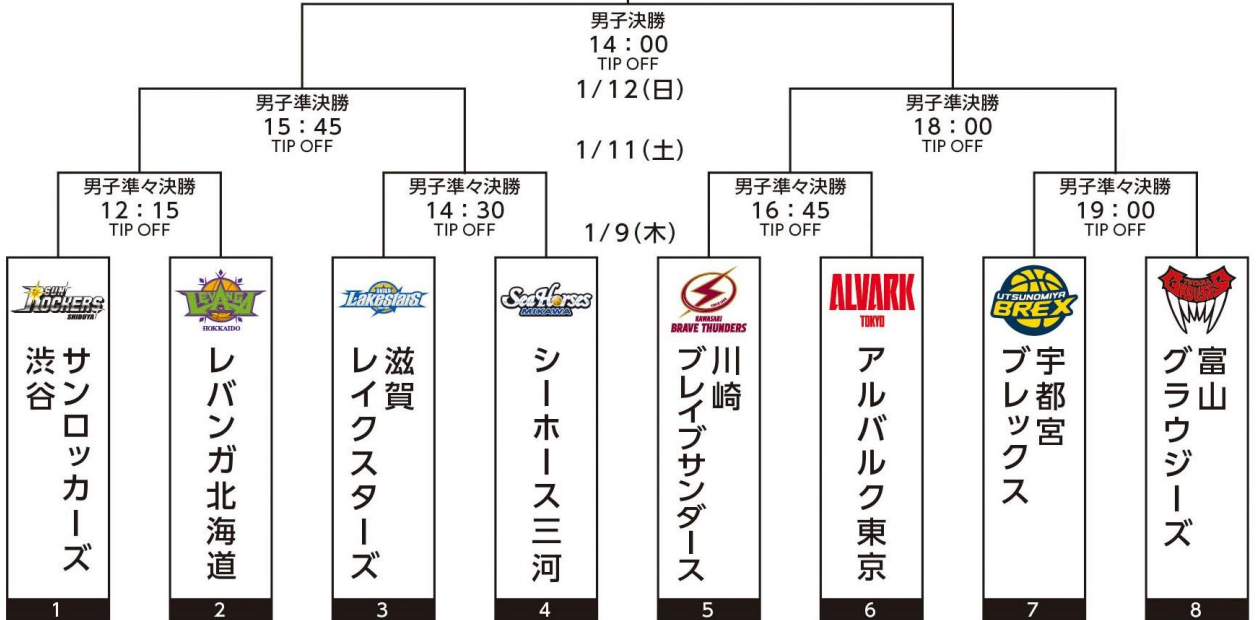 男子決勝
14：00
TIP OFF
1/12(日)
男子準決勝
15：45
TIP OFF
男子準決勝
18：00
TIP OFF
1/11(土)
男子準々決勝
12：15
TIP OFF
男子準々決勝
14：30
TIP OFF
男子準々決勝
16：45
TIP OFF
男子準々決勝
19：00
TIP OFF
1/9(木)
SUN
ROCKERS
SHIBUYA
サンロッカーズ
渋谷
1
LEVANGA
HOKKAIDO
レバンガ北海道
2
SHIGA
Lakestars
滋賀
レイクスターズ
3
SeaHorses
MIKAWA
シーホース三河
4
KAWASAKI
BRAVE THUNDERS
川崎
ブレイブサンダース
5
ALVARK
TOKYO
アルバルク東京
6
UTSUNOMIYA
BREX
宇都宮
ブレックス
7
富山
グラウジーズ
8